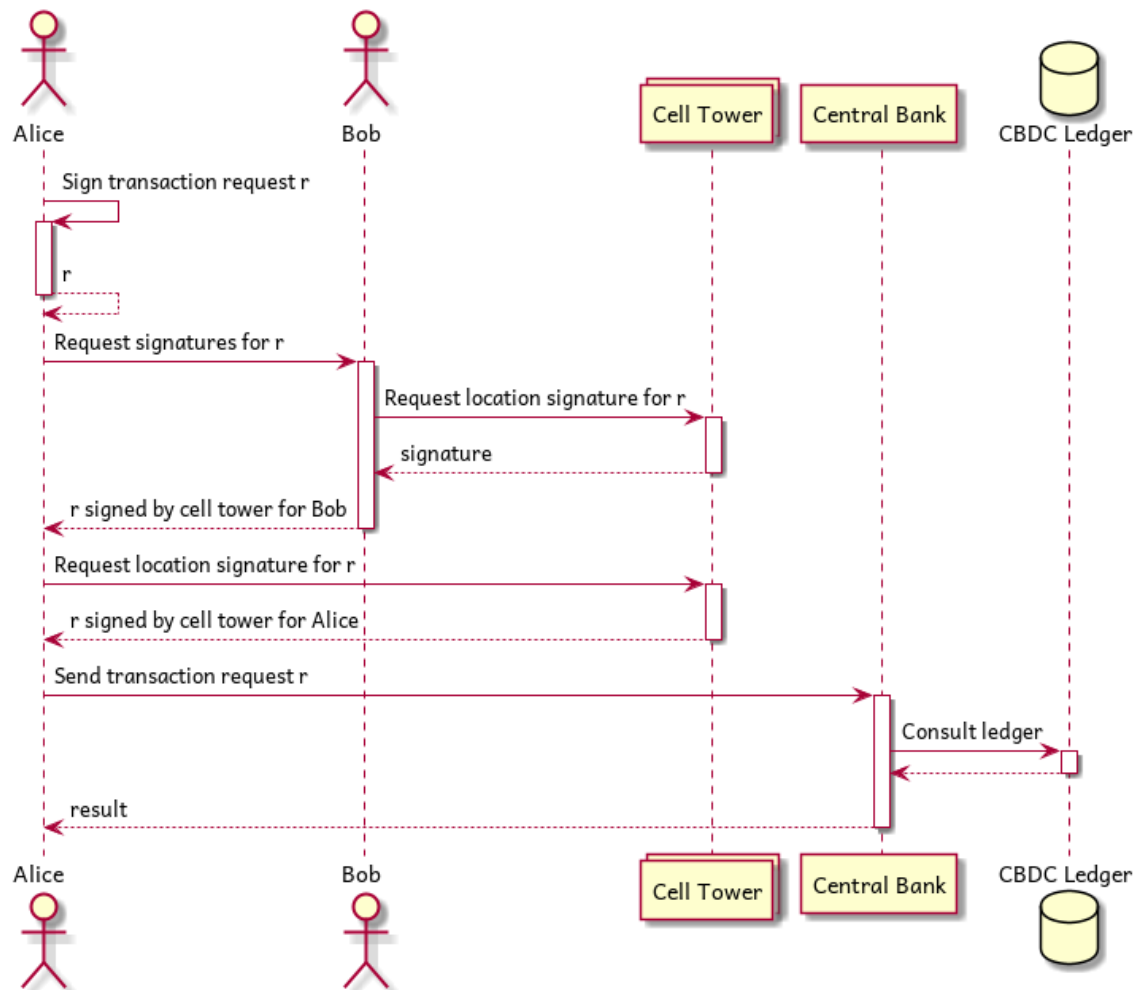 Alice
Bob
Cell Tower
Central Bank
CBDC Ledger
Sign transaction request r
r
Request signatures for r
Request location signature for r
signature
r signed by cell tower for Bob
Request location signature for r
r signed by cell tower for Alice
Send transaction request r
Consult ledger
result
Alice
Bob
Cell Tower
Central Bank
CBDC Ledger